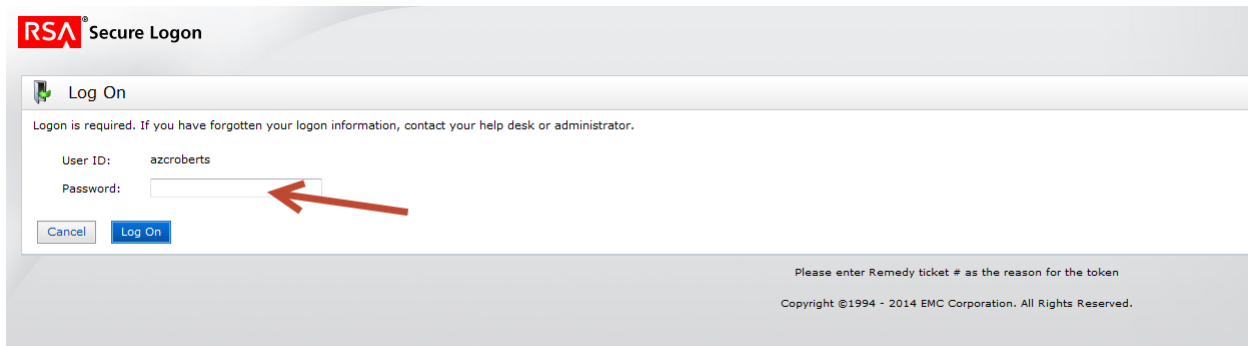 RSA® Secure Logon
Log On
Logon is required. If you have forgotten your logon information, contact your help desk or administrator.
User ID: azcroberts
Password:
Cancel Log On
Please enter Remedy ticket # as the reason for the token
Copyright ©1994 - 2014 EMC Corporation. All Rights Reserved.